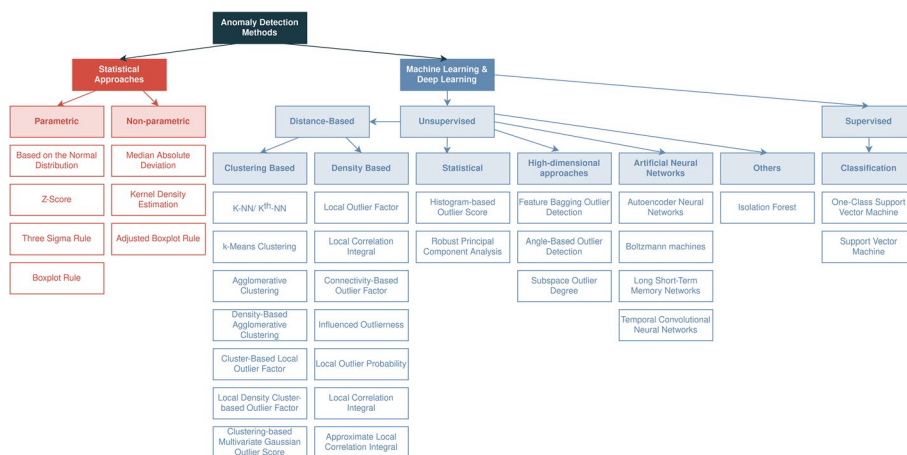 Anomaly Detection
Methods
Statistical
Approaches
Machine Learning &
Deep Learning
Parametric
Non-parametric
Distance-Based
Unsupervised
Supervised
Based on the Normal
Distribution
Z-Score
Three Sigma Rule
Boxplot Rule
Median Absolute
Deviation
Kernel Density
Estimation
Adjusted Boxplot Rule
Clustering Based
K-NN/ Kth-NN
k-Means Clustering
Agglomerative
Clustering
Density-Based
Agglomerative
Clustering
Cluster-Based Local
Outlier Factor
Local Density Cluster-
based Outlier Factor
Clustering-based
Multivariate Gaussian
Outlier Score
Density Based
Local Outlier Factor
Local Correlation
Integral
Connectivity-Based
Outlier Factor
Influenced Outlierness
Local Outlier Probability
Local Correlation
Integral
Approximate Local
Correlation Integral
Statistical
Histogram-based
Outlier Score
Robust Principal
Component Analysis
High-dimensional
approaches
Feature Bagging Outlier
Detection
Angle-Based Outlier
Detection
Subspace Outlier
Degree
Artificial Neural
Networks
Autoencoder Neural
Networks
Boltzmann machines
Long Short-Term
Memory Networks
Temporal Convolutional
Neural Networks
Others
Isolation Forest
Classification
One-Class Support
Vector Machine
Support Vector
Machine